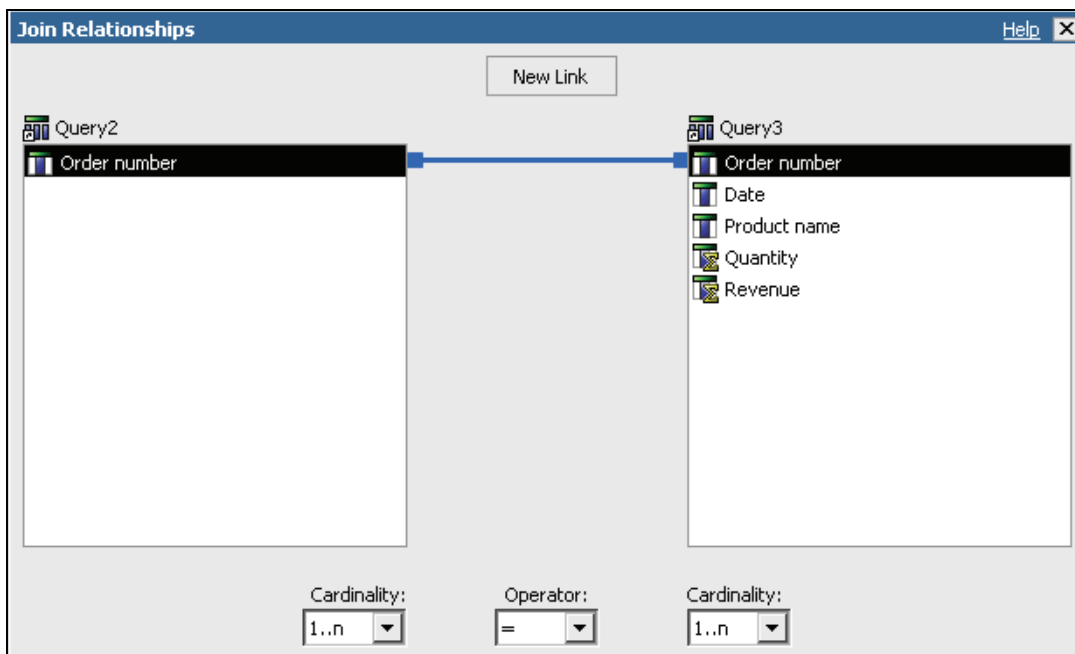 Join Relationships Help
New Link
Query2 Query3
Order number Order number
Date
Product name
Quantity
Revenue
Cardinality: Operator: Cardinality:
1..n = 1..n